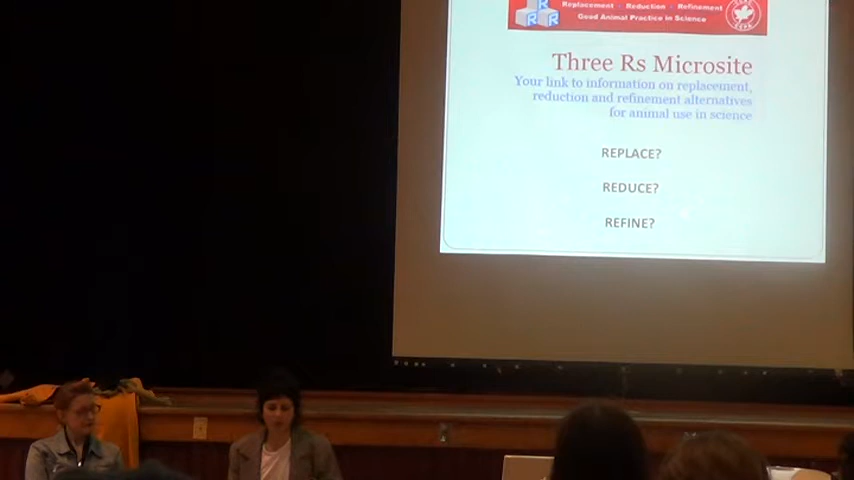 R
R R
Replacement · Reduction · Refinement
Good Animal Practice in Science
Three Rs Microsite
Your link to information on replacement,
reduction and refinement alternatives
for animal use in science
REPLACE?
REDUCE?
REFINE?